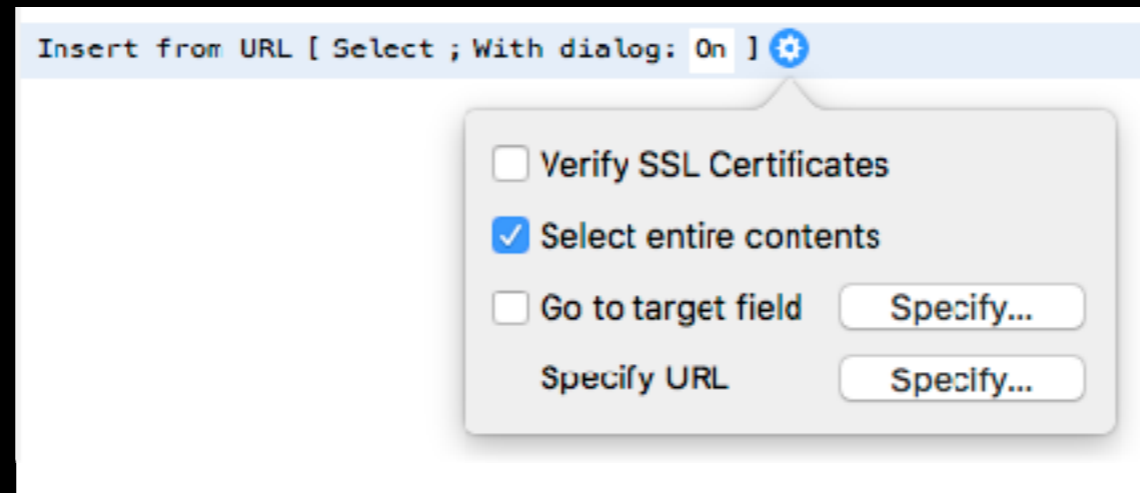 Insert from URL [ Select ; With dialog: On ]
Verify SSL Certificates
Select entire contents
Go to target field Specify...
Specify URL Specify...